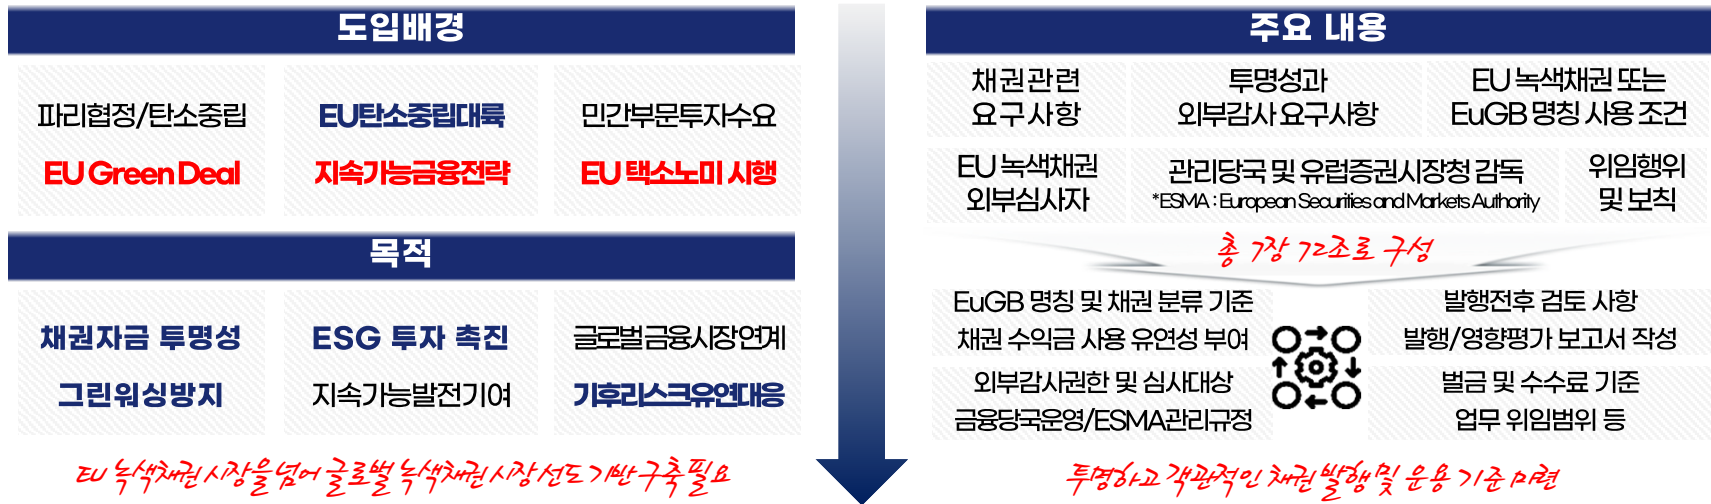 도입배경
파리협정/탄소중립
EU Green Deal
EU탄소중립대륙
지속가능금융전략
민간부문투자수요
EU 택소노미 시행
목적
채권자금 투명성
그린워싱방지
ESG 투자 촉진
지속가능발전기여
글로벌금융시장연계
기후리스크유연대응
EU 녹색채권 시장을 넘어 글로벌 녹색채권 시장 선도 기반 구축 필요
주요 내용
채권관련
요구사항
투명성과
외부감사 요구사항
EU 녹색채권 또는
EuGB 명칭 사용 조건
EU 녹색채권
외부심사자
관리당국 및 유럽증권시장청 감독
*ESMA : European Securities and Markets Authority
위임행위
및 보칙
총 7장 72조로 구성
EuGB 명칭 및 채권 분류 기준
채권 수익금 사용 유연성 부여
외부감사권한 및 심사대상
금융당국운영/ESMA관리규정
발행전후 검토 사항
발행/영향평가 보고서 작성
벌금 및 수수료 기준
업무 위임범위 등
투명하고 객관적인 채권 발행 및 운용 기준 마련